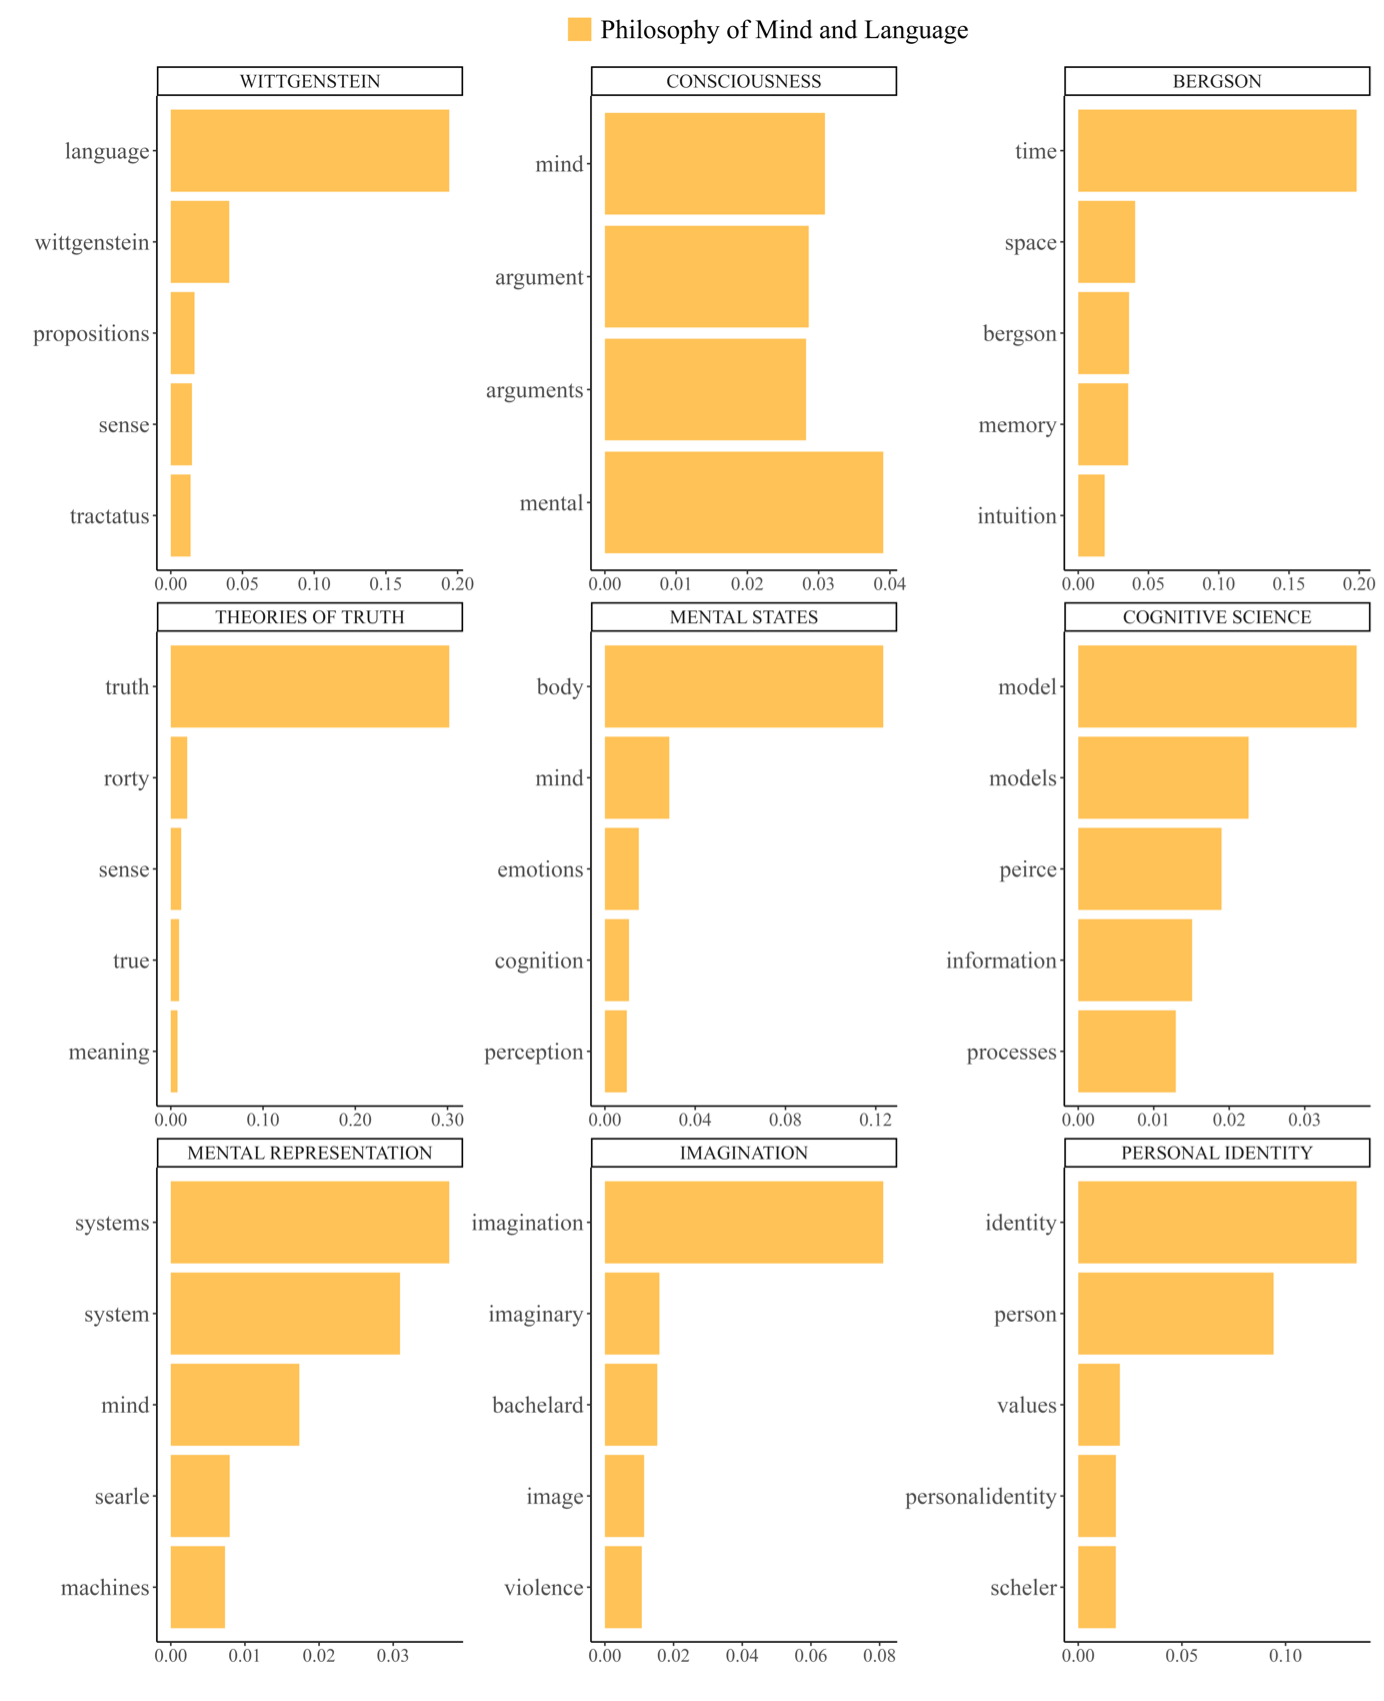 Philosophy of Mind and Language
WITTGENSTEIN
language
wittgenstein
propositions
sense
tractatus
0.00 0.05 0.10 0.15 0.20
CONSCIOUSNESS
mind
argument
arguments
mental
0.00 0.01 0.02 0.03 0.04
BERGSON
time
space
bergson
memory
intuition
0.00 0.05 0.10 0.15 0.20
THEORIES OF TRUTH
truth
rorty
sense
true
meaning
0.00 0.10 0.20 0.30
MENTAL STATES
body
mind
emotions
cognition
perception
0.00 0.04 0.08 0.12
COGNITIVE SCIENCE
model
models
peirce
information
processes
0.00 0.01 0.02 0.03
MENTAL REPRESENTATION
systems
system
mind
searle
machines
0.00 0.01 0.02 0.03
IMAGINATION
imagination
imaginary
bachelard
image
violence
0.00 0.02 0.04 0.06 0.08
PERSONAL IDENTITY
identity
person
values
personalidentity
scheler
0.00 0.05 0.10